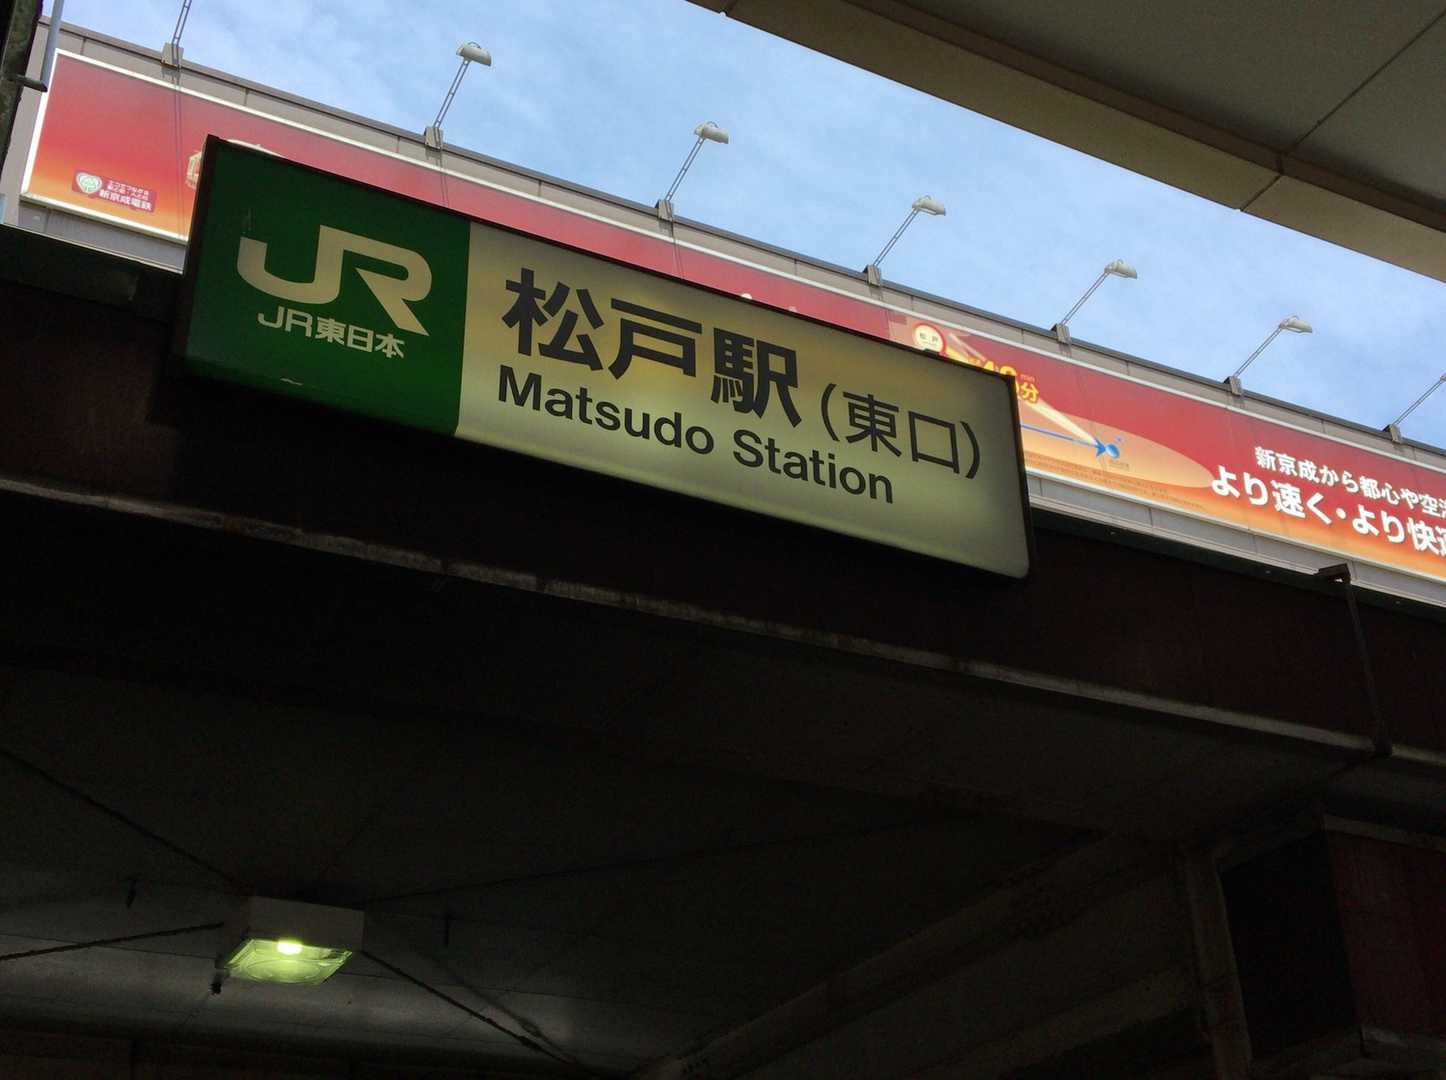 新京成電鉄
JR
JR東日本
松戸駅(東口)
Matsudo Station
松戸
分
新京成から都心や空
より速く・より快